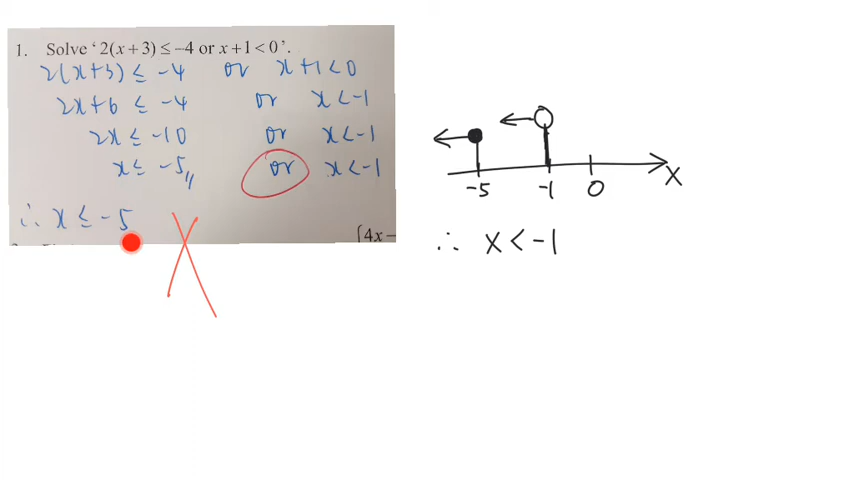 1. Solve ‘2(x + 3) ≤ −4 or x + 1 < 0’.
2(x+3) ≤ -4 or x+1 < 0
2x+6 ≤ -4 or x < -1
2x ≤ -10 or x < -1
x ≤ -5 or x < -1
∴ x ≤ -5
{4x −
-5 -1 0 X
∴ X < -1